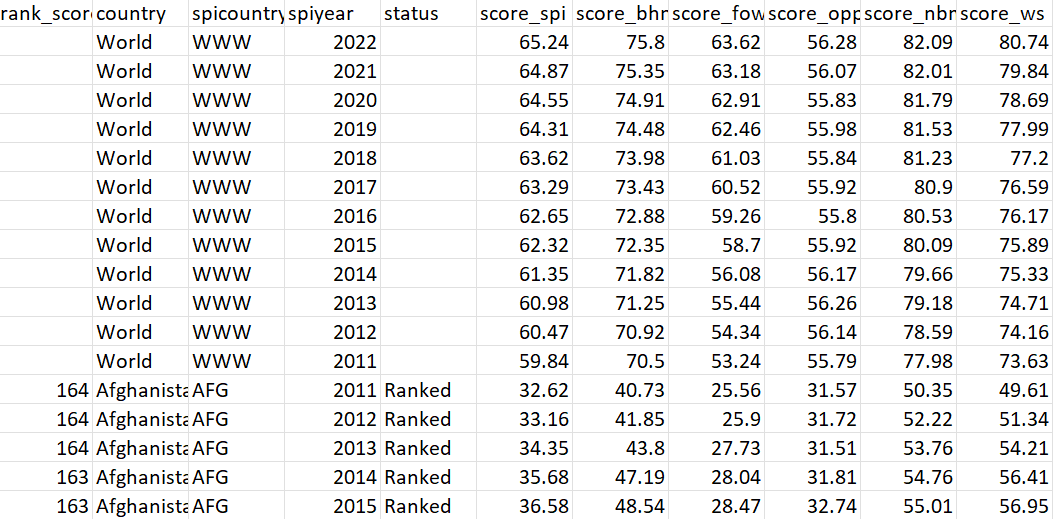 rank_score country spicountry spiyear status score_spi score_bhn score_fow score_opp score_nbn score_ws
World WWW 2022 65.24 75.8 63.62 56.28 82.09 80.74
World WWW 2021 64.87 75.35 63.18 56.07 82.01 79.84
World WWW 2020 64.55 74.91 62.91 55.83 81.79 78.69
World WWW 2019 64.31 74.48 62.46 55.98 81.53 77.99
World WWW 2018 63.62 73.98 61.03 55.84 81.23 77.2
World WWW 2017 63.29 73.43 60.52 55.92 80.9 76.59
World WWW 2016 62.65 72.88 59.26 55.8 80.53 76.17
World WWW 2015 62.32 72.35 58.7 55.92 80.09 75.89
World WWW 2014 61.35 71.82 56.08 56.17 79.66 75.33
World WWW 2013 60.98 71.25 55.44 56.26 79.18 74.71
World WWW 2012 60.47 70.92 54.34 56.14 78.59 74.16
World WWW 2011 59.84 70.5 53.24 55.79 77.98 73.63
164 Afghanista AFG 2011 Ranked 32.62 40.73 25.56 31.57 50.35 49.61
164 Afghanista AFG 2012 Ranked 33.16 41.85 25.9 31.72 52.22 51.34
164 Afghanista AFG 2013 Ranked 34.35 43.8 27.73 31.51 53.76 54.21
163 Afghanista AFG 2014 Ranked 35.68 47.19 28.04 31.81 54.76 56.41
163 Afghanista AFG 2015 Ranked 36.58 48.54 28.47 32.74 55.01 56.95